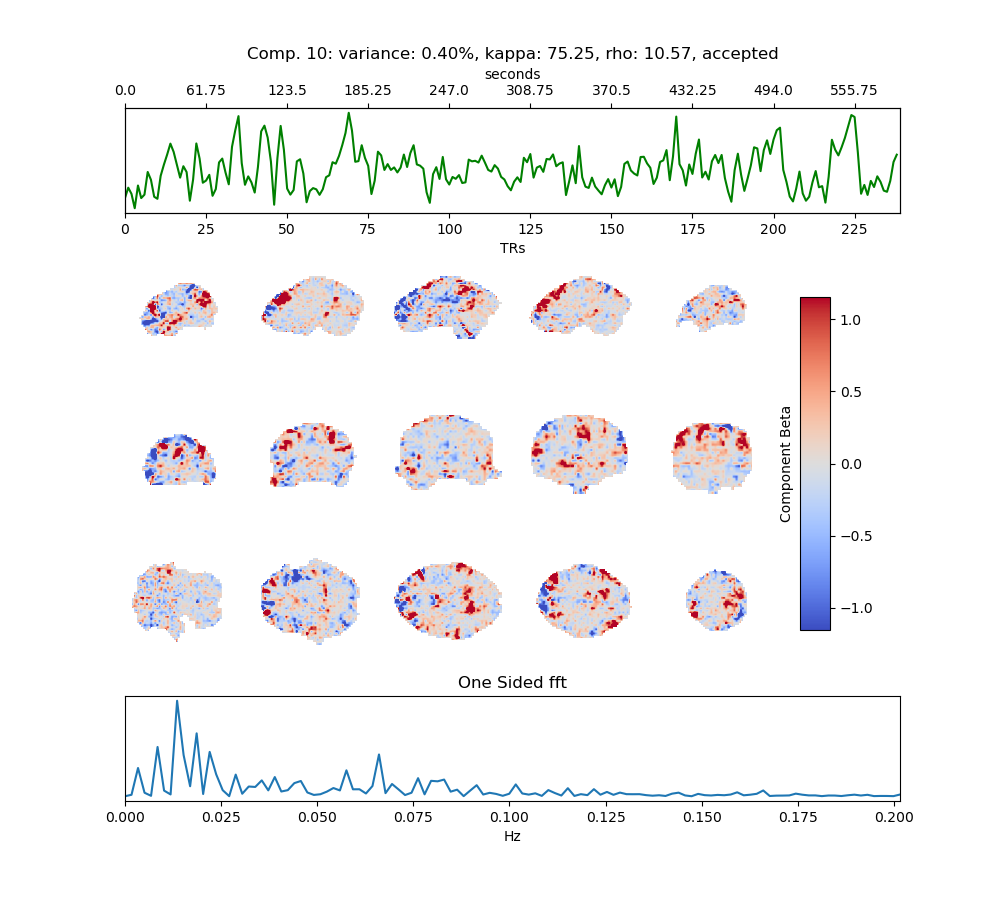 Comp. 10: variance: 0.40%, kappa: 75.25, rho: 10.57, accepted
seconds
0.0 61.75 123.5 185.25 247.0 308.75 370.5 432.25 494.0 555.75
0 25 50 75 100 125 150 175 200 225
TRs
1.0
0.5
0.0
−0.5
−1.0
Component Beta
One Sided fft
0.000 0.025 0.050 0.075 0.100 0.125 0.150 0.175 0.200
Hz